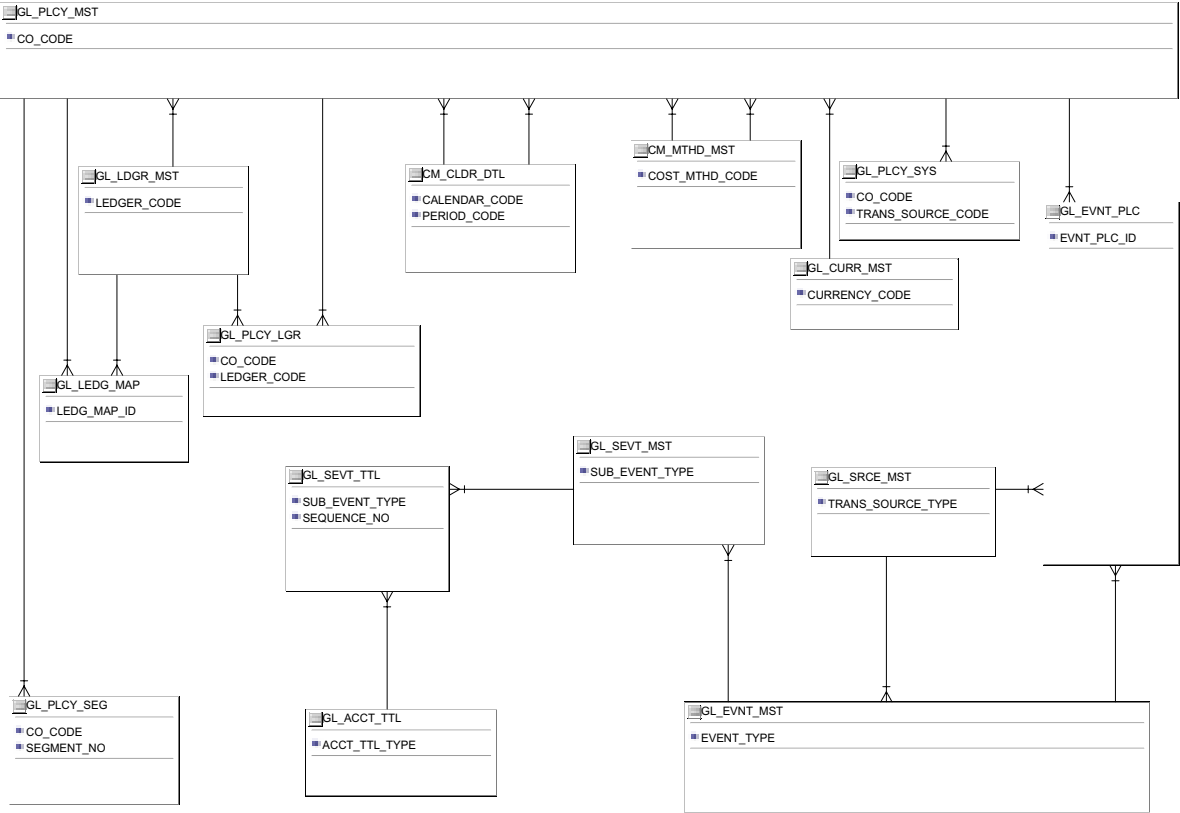 GL_PLCY_MST
CO_CODE
GL_LDGR_MST
LEDGER_CODE
CM_CLDR_DTL
CALENDAR_CODE
PERIOD_CODE
CM_MTHD_MST
COST_MTHD_CODE
GL_PLCY_SYS
CO_CODE
TRANS_SOURCE_CODE
GL_EVNT_PLC
EVNT_PLC_ID
GL_CURR_MST
CURRENCY_CODE
GL_PLCY_LGR
CO_CODE
LEDGER_CODE
GL_LEDG_MAP
LEDG_MAP_ID
GL_SEVT_TTL
SUB_EVENT_TYPE
SEQUENCE_NO
GL_SEVT_MST
SUB_EVENT_TYPE
GL_SRCE_MST
TRANS_SOURCE_TYPE
GL_PLCY_SEG
CO_CODE
SEGMENT_NO
GL_ACCT_TTL
ACCT_TTL_TYPE
GL_EVNT_MST
EVENT_TYPE